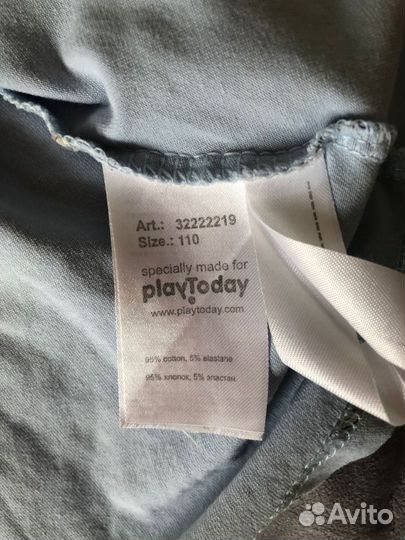 Art.: 32222219
Size.: 110
specially made for
playToday
www.playtoday.com
95% cotton, 5% elastane
95% хлопок, 5% эластан
Avito